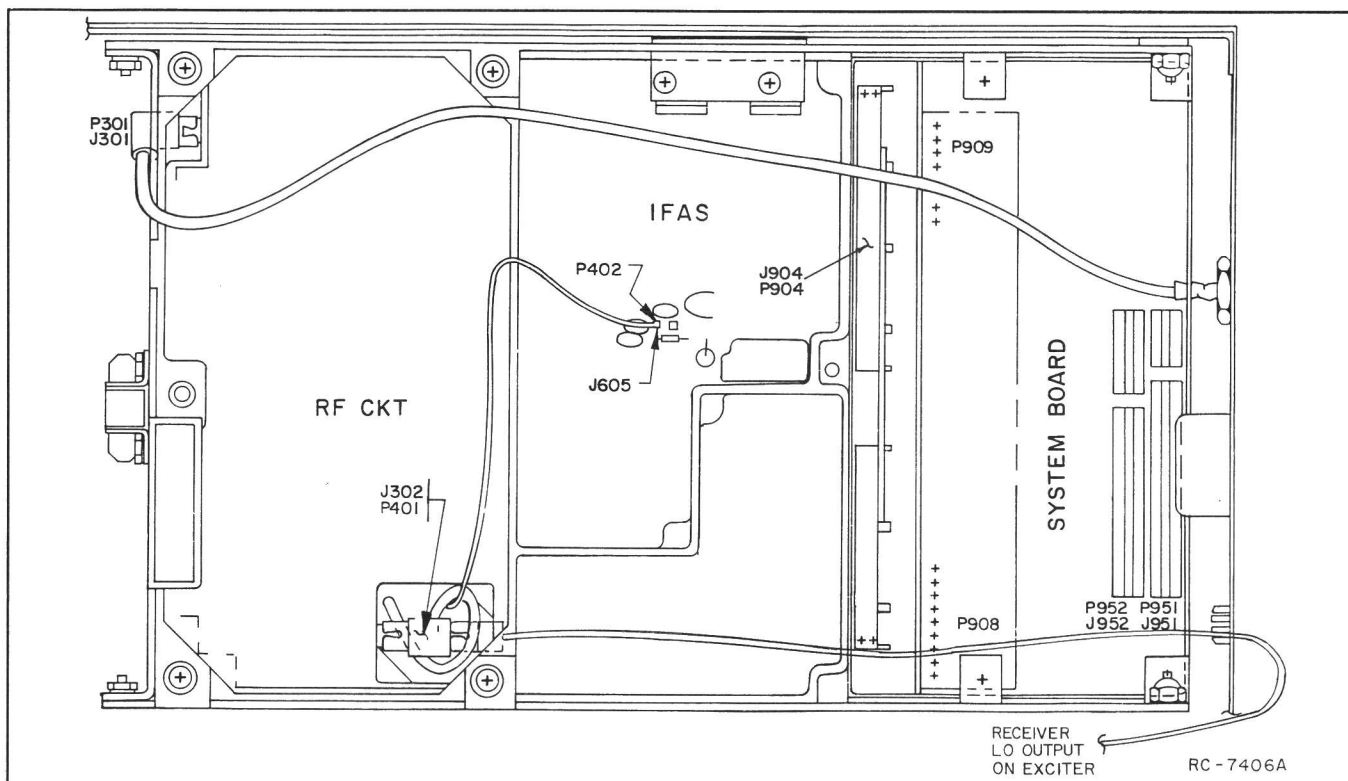 P301
J301
P909
IFAS
P402
J904
P904
J605
RF CKT
SYSTEM BOARD
J302
P401
P952 P951
J952 J951
P908
RECEIVER
LO OUTPUT
ON EXCITER
RC-7406A